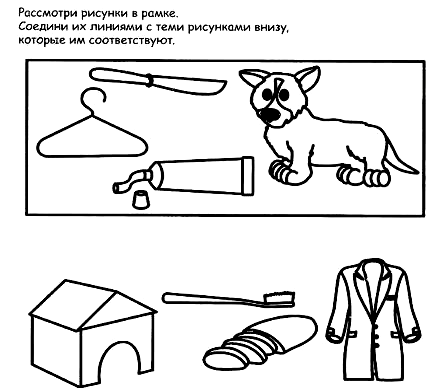 Рассмотри рисунки в рамке.
Соедини их линиями с теми рисунками внизу,
которые им соответствуют.